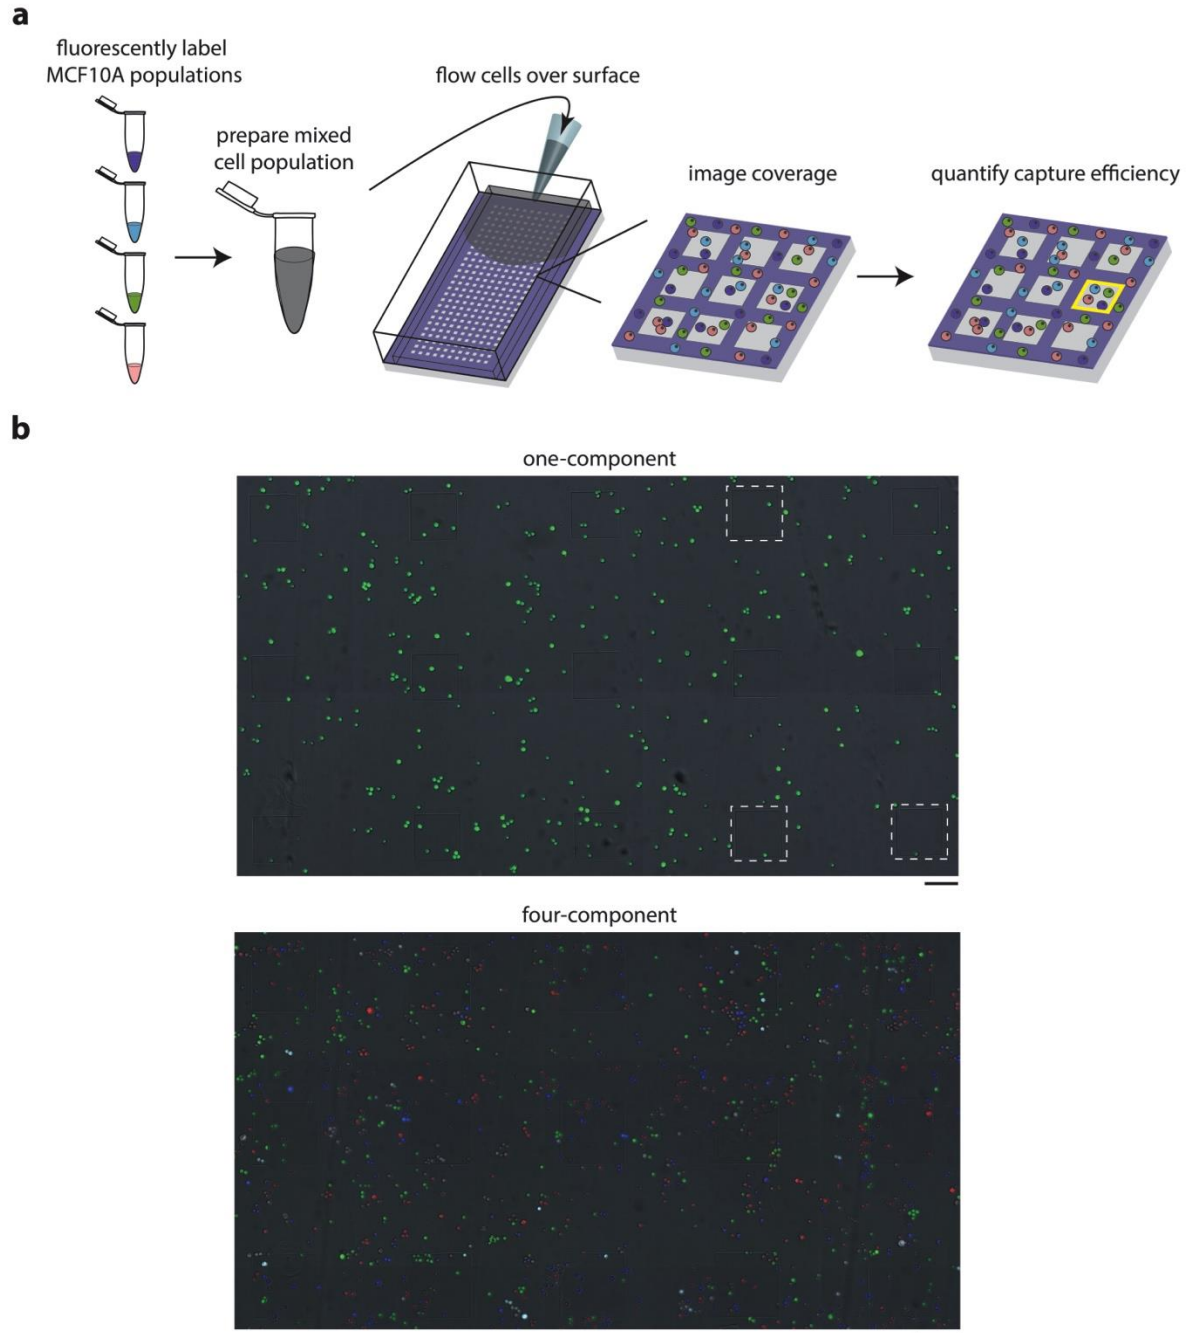 a
fluorescently label
MCF10A populations
prepare mixed
cell population
flow cells over surface
image coverage
quantify capture efficiency
b
one-component
four-component